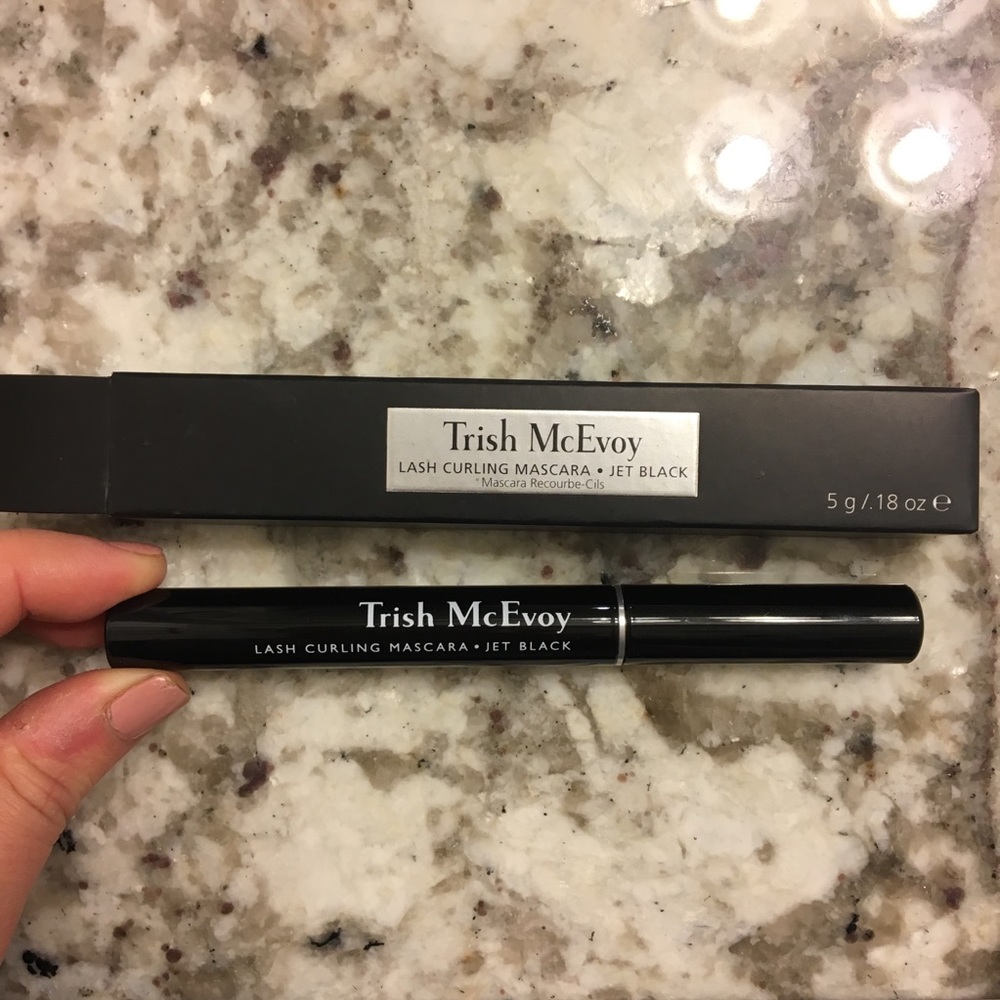 Trish McEvoy
LASH CURLING MASCARA • JET BLACK
* Mascara Recourbe-Cils
5 g /.18 oz ℮
Trish McEvoy
LASH CURLING MASCARA • JET BLACK